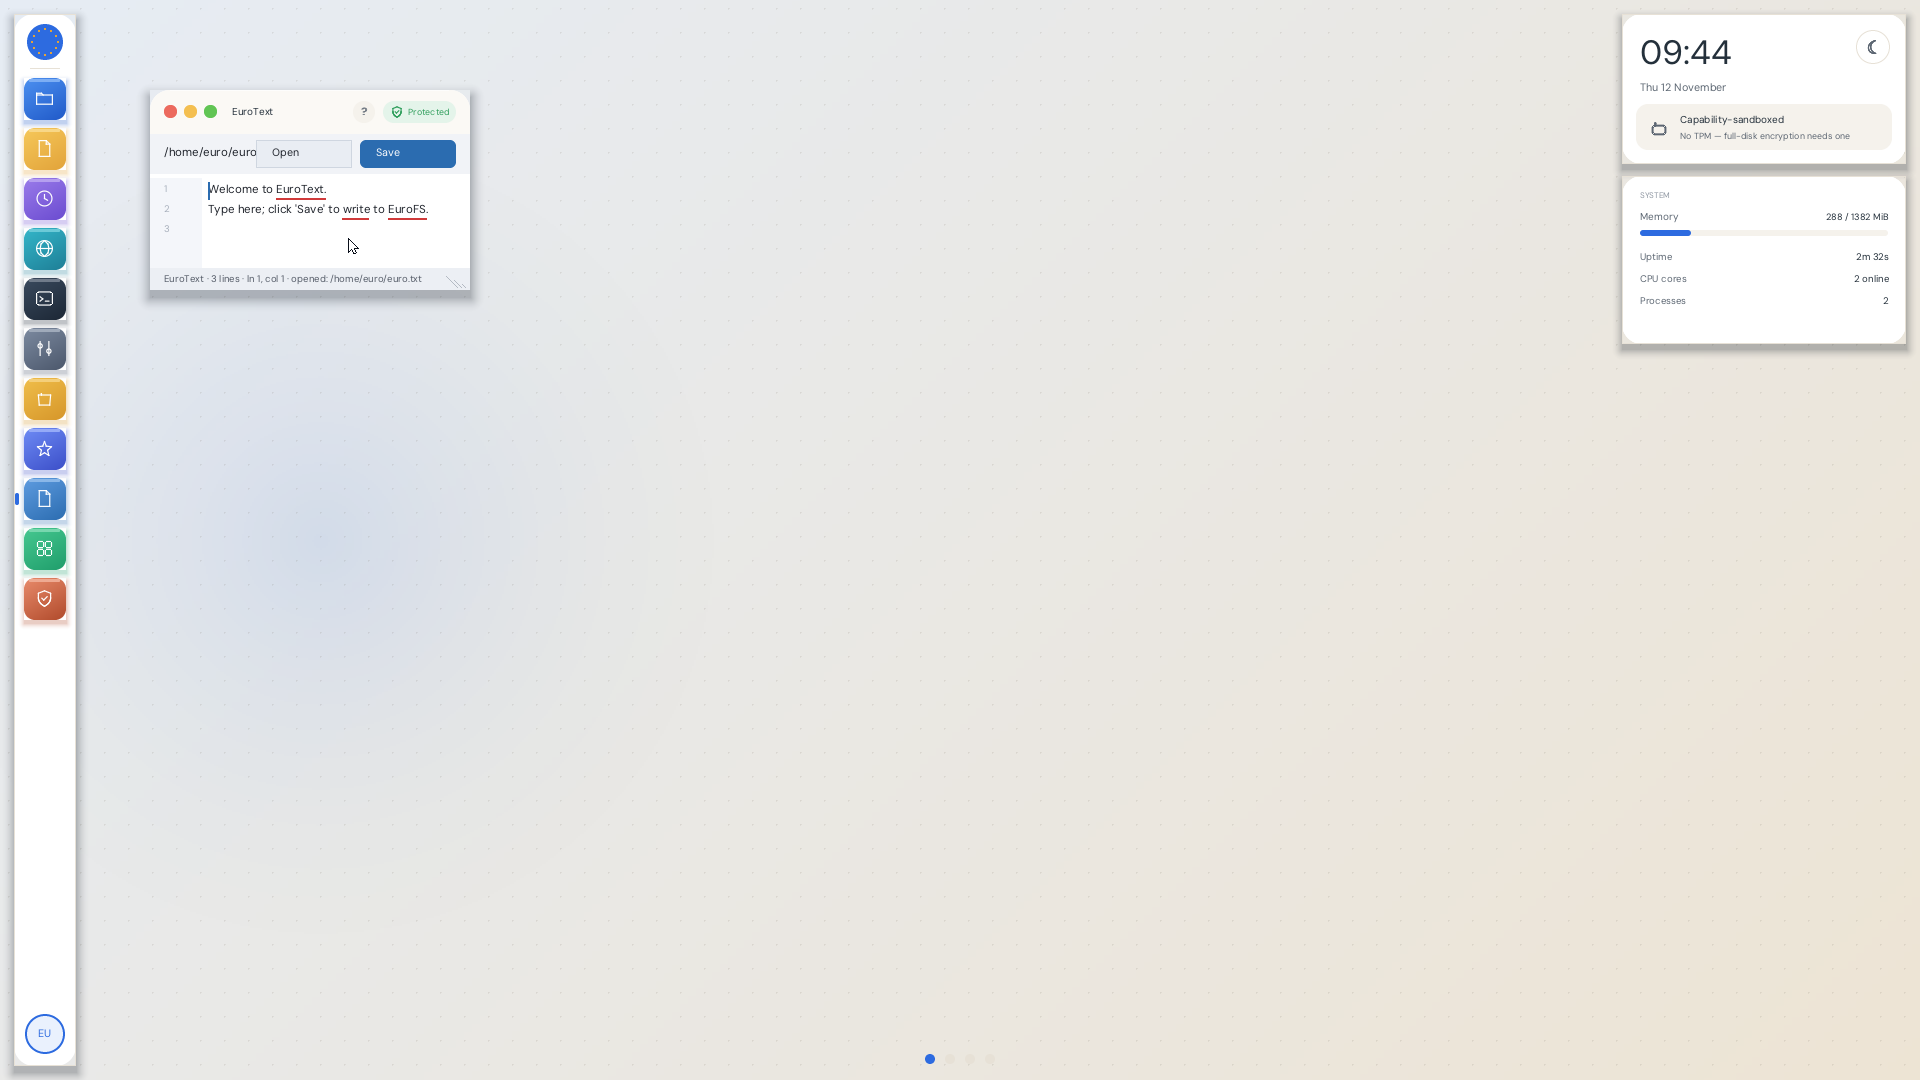 EuroText
?
Protected
/home/euro/euro
Open
Save
1 Welcome to EuroText.
2 Type here; click 'Save' to write to EuroFS.
3
EuroText · 3 lines · ln 1, col 1 · opened: /home/euro/euro.txt
09:44
Thu 12 November
Capability-sandboxed
No TPM — full-disk encryption needs one
SYSTEM
Memory 288 / 1382 MiB
Uptime 2m 32s
CPU cores 2 online
Processes 2
EU